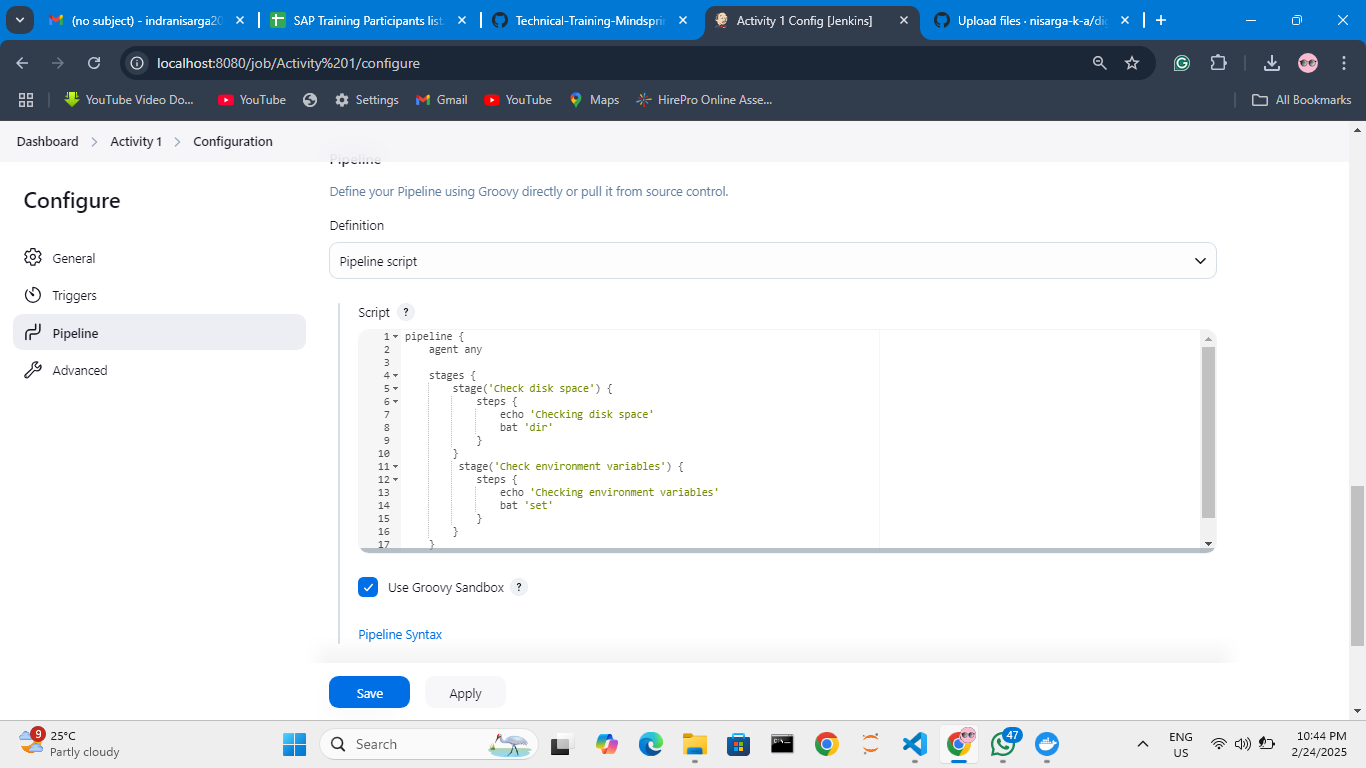 (no subject) - indranisarga20
SAP Training Participants list
Technical-Training-Mindspri
Activity 1 Config [Jenkins]
Upload files · nisarga-k-a/di
localhost:8080/job/Activity%201/configure
YouTube Video Do...
YouTube
Settings
Gmail
YouTube
Maps
HirePro Online Asse...
All Bookmarks
Dashboard
Activity 1
Configuration
Pipeline
Configure
General
Triggers
Pipeline
Advanced
Define your Pipeline using Groovy directly or pull it from source control.
Definition
Pipeline script
Script ?
1 pipeline {
2 agent any
3
4 stages {
5 stage('Check disk space') {
6 steps {
7 echo 'Checking disk space'
8 bat 'dir'
9 }
10 }
11 stage('Check environment variables') {
12 steps {
13 echo 'Checking environment variables'
14 bat 'set'
15 }
16 }
17 }
Use Groovy Sandbox ?
Pipeline Syntax
Save
Apply
9
25°C
Partly cloudy
Search
47
ENG
US
10:44 PM
2/24/2025